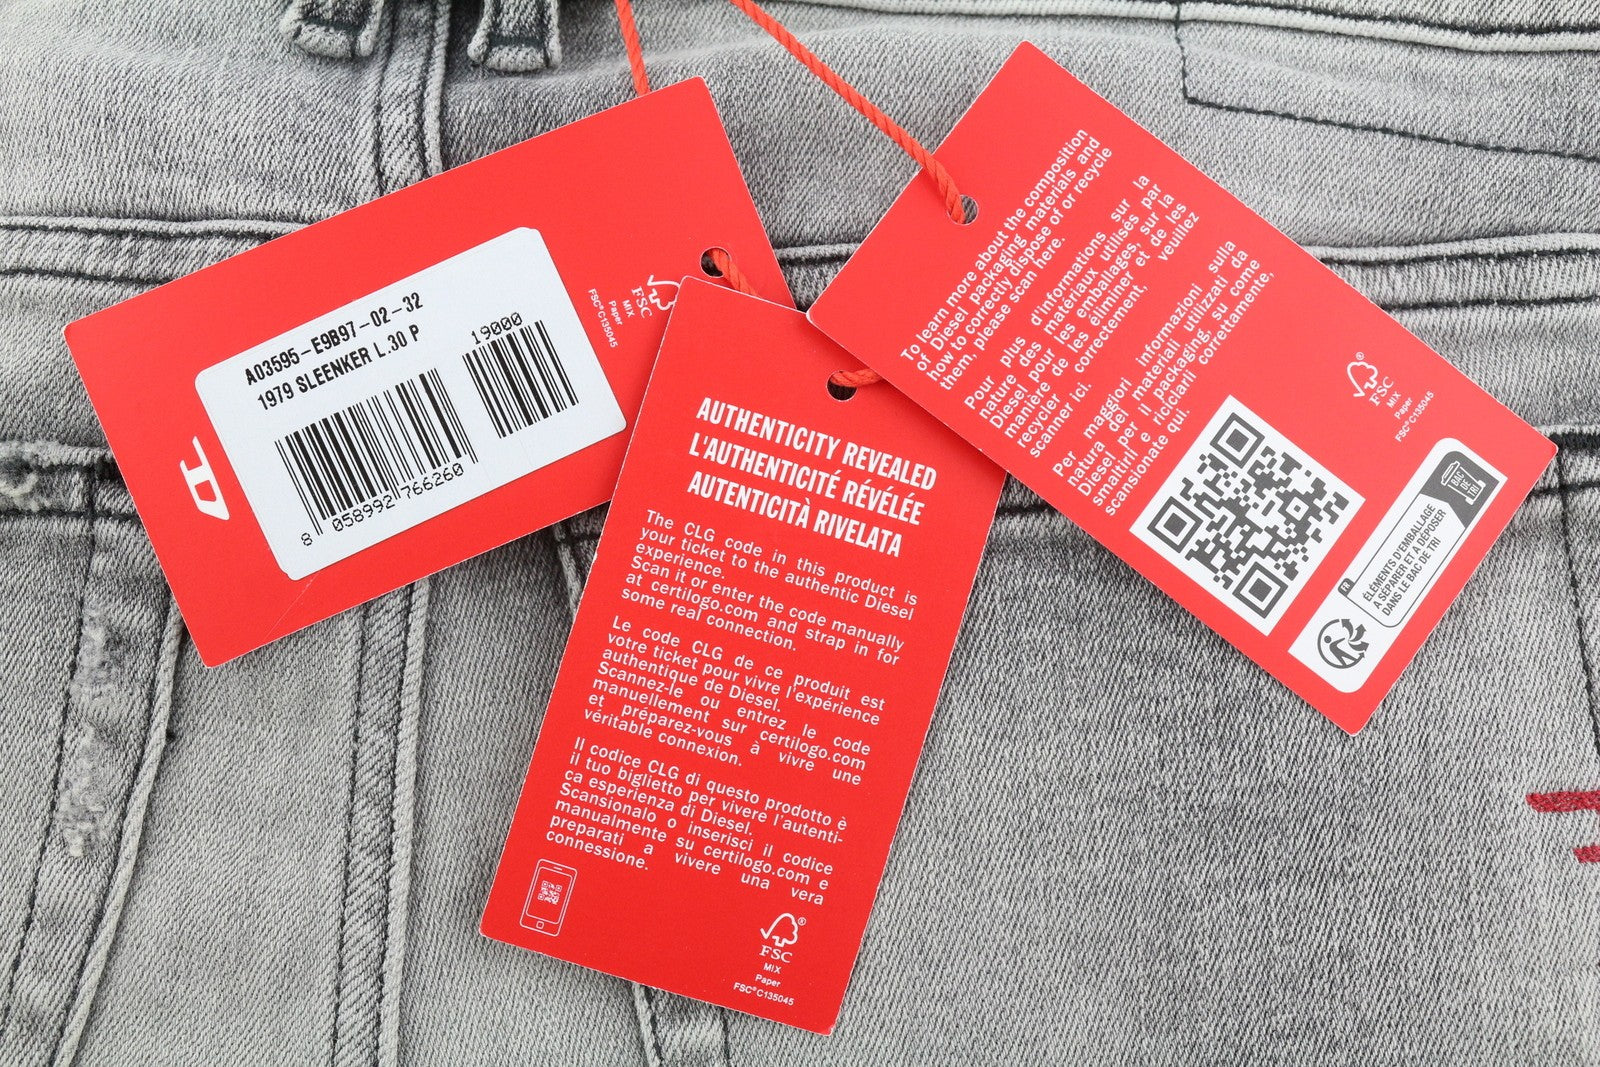 A03595-E9B97-02-32
1979 SLEENKER L.30 P
19000
8 058992 766260
FSC
MIX
Paper
FSC® C135045
D
AUTHENTICITY REVEALED
L'AUTHENTICITÉ RÉVÉLÉE
AUTENTICITÀ RIVELATA
The CLG code in this product is
your ticket to the authentic Diesel
experience.
Scan it or enter the code manually
at certilogo.com and strap in for
some real connection.
Le code CLG de ce produit est
votre ticket pour vivre l'expérience
authentique de Diesel.
Scannez-le ou entrez le code
manuellement sur certilogo.com
et préparez-vous à vivre une
véritable connexion.
Il codice CLG di questo prodotto è
il tuo biglietto per vivere l'autenti-
ca esperienza di Diesel.
Scansionalo o inserisci il codice
manualmente su certilogo.com e
preparati a vivere una vera
connessione.
FSC®
MIX
Paper
FSC® C135045
To learn more about the composition
of Diesel packaging materials and
how to correctly dispose of or recycle
them, please scan here.
Pour plus d'informations sur la
nature des matériaux utilisés par
Diesel pour les emballages, sur la
manière de les éliminer et de les
recycler correctement, veuillez
scanner ici.
Per maggiori informazioni sulla
natura dei materiali utilizzati da
Diesel per il packaging, su come
smaltirli e riciclarli correttamente,
scansionate qui.
FSC®
MIX
Paper
FSC® C135045
BAC
DE TRI
FR
ÉLÉMENTS D'EMBALLAGE
A SÉPARER ET A DÉPOSER
DANS LE BAC DE TRI